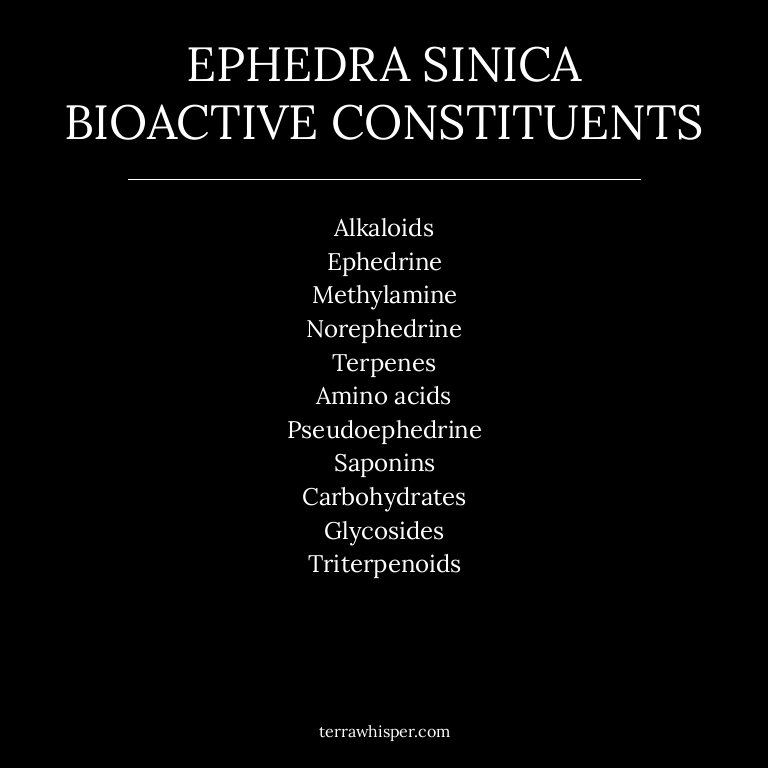 EPHEDRA SINICA
BIOACTIVE CONSTITUENTS
Alkaloids
Ephedrine
Methylamine
Norephedrine
Terpenes
Amino acids
Pseudoephedrine
Saponins
Carbohydrates
Glycosides
Triterpenoids
terrawhisper.com